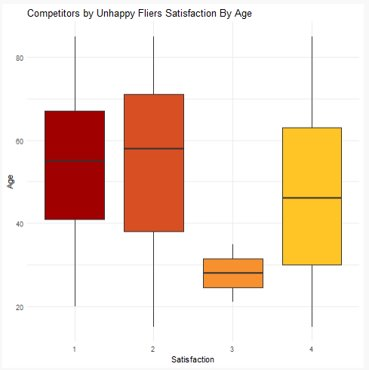 Competitors by Unhappy Fliers Satisfaction By Age
80
60
40
20
Age
1 2 3 4
Satisfaction